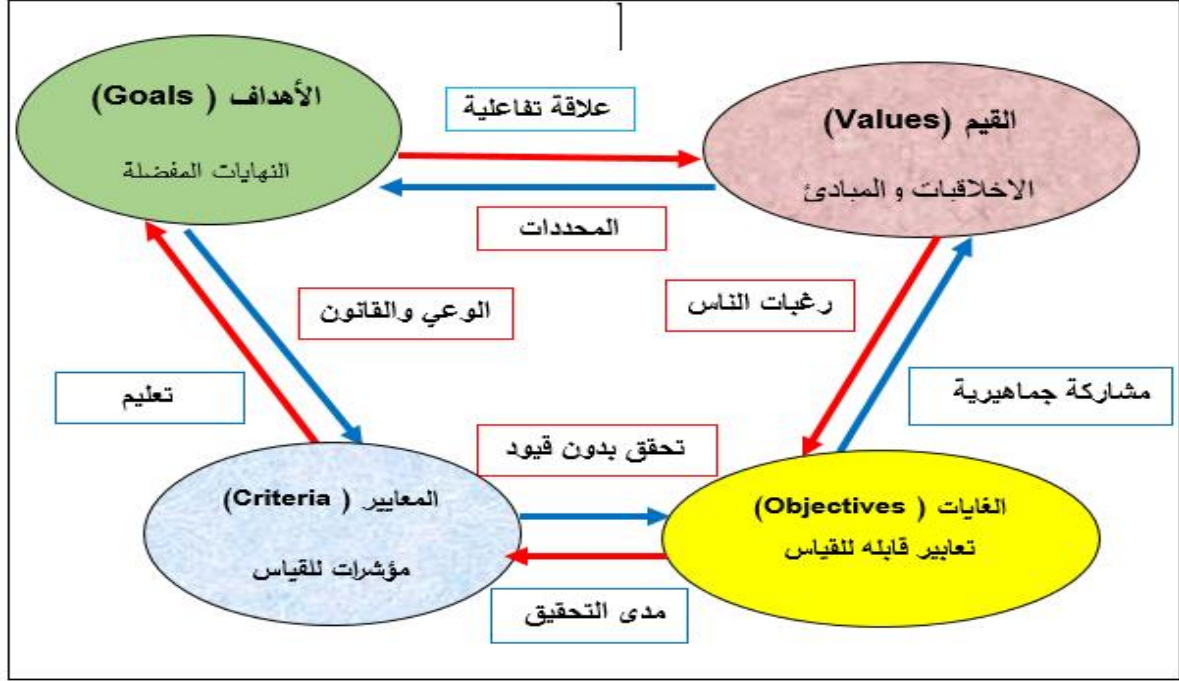 القيم (Values)
الاخلاقيات و المبادئ
علاقة تفاعلية
الأهداف ( Goals)
النهايات المفضلة
المحددات
رغبات الناس
الوعي والقانون
مشاركة جماهيرية
تعليم
تحقق بدون قيود
الغايات ( Objectives)
تعابير قابله للقياس
المعايير ( Criteria)
مؤشرات للقياس
مدى التحقيق